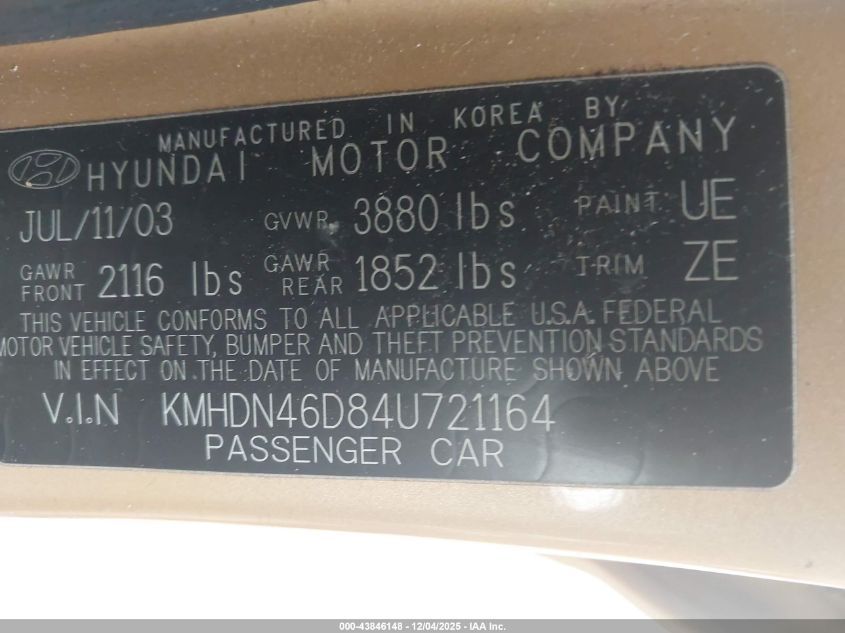 MANUFACTURED IN KOREA BY
HYUNDAI MOTOR COMPANY
JUL/11/03 GVWR 3880 lbs PAINT UE
GAWR FRONT 2116 lbs GAWR REAR 1852 lbs TRIM ZE
THIS VEHICLE CONFORMS TO ALL APPLICABLE U.S.A. FEDERAL
MOTOR VEHICLE SAFETY, BUMPER AND THEFT PREVENTION STANDARDS
IN EFFECT ON THE DATE OF MANUFACTURE SHOWN ABOVE
V.I.N KMHDN46D84U721164
PASSENGER CAR
000-43846148 - 12/04/2025 - IAA Inc.